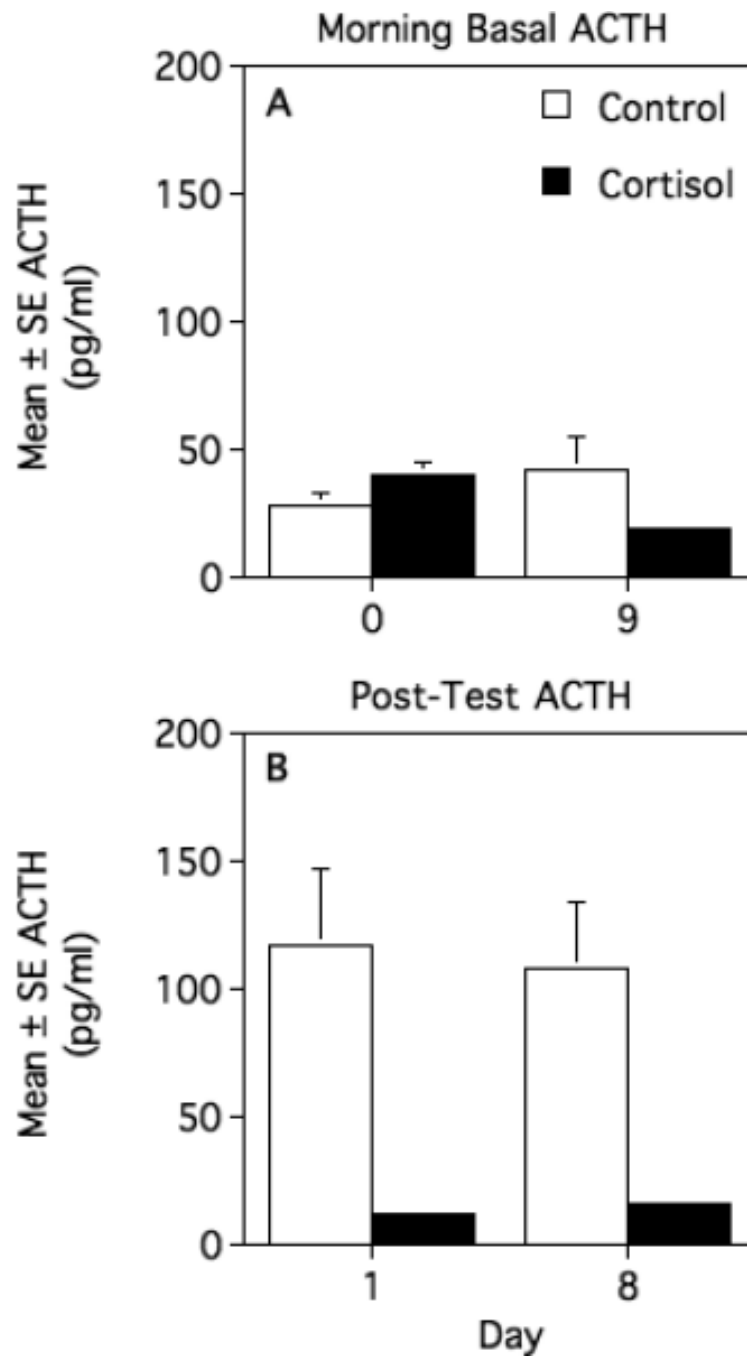 Morning Basal ACTH
A
Control
Cortisol
Mean ± SE ACTH
(pg/ml)
200
150
100
50
0
0 9
Post-Test ACTH
B
Mean ± SE ACTH
(pg/ml)
200
150
100
50
0
1 8
Day